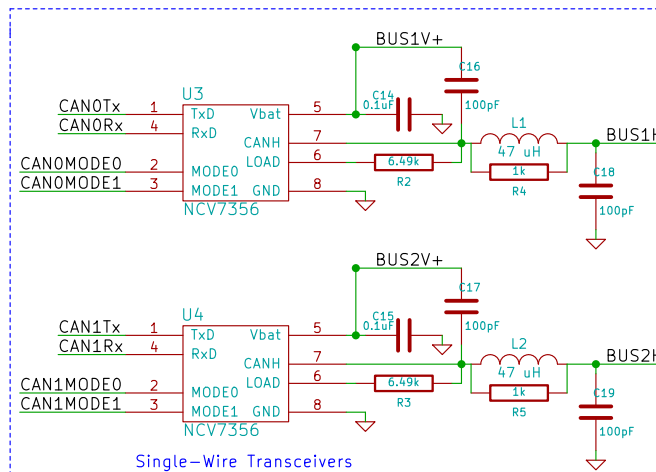 BUS1V+
U3
C14
0.1uF
C16
100pF
CAN0Tx 1 TxD Vbat 5
CAN0Rx 4 RxD
CANH 7
L1
47 uH
BUS1H
LOAD 6 6.49k
R2
1k
R4
C18
100pF
CAN0MODE0 2 MODE0
CAN0MODE1 3 MODE1 GND 8
NCV7356
BUS2V+
U4
C15
0.1uF
C17
100pF
CAN1Tx 1 TxD Vbat 5
CAN1Rx 4 RxD
CANH 7
L2
47 uH
BUS2H
LOAD 6 6.49k
R3
1k
R5
C19
100pF
CAN1MODE0 2 MODE0
CAN1MODE1 3 MODE1 GND 8
NCV7356
Single-Wire Transceivers